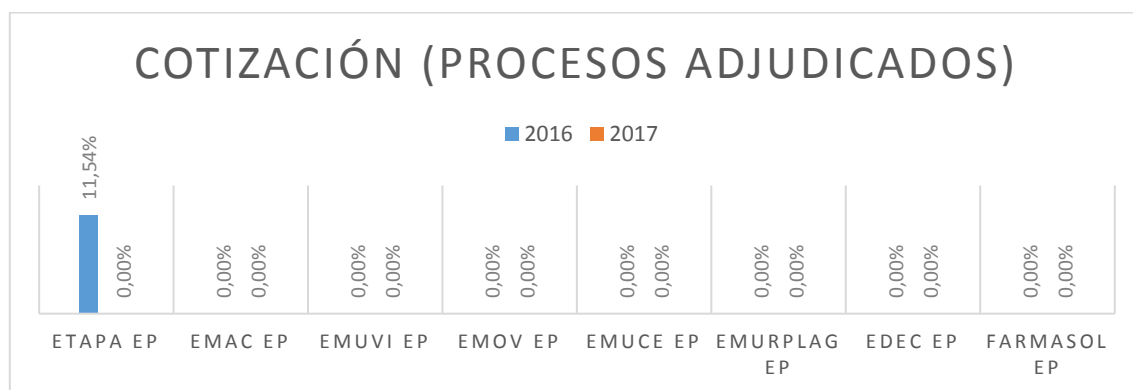 COTIZACIÓN (PROCESOS ADJUDICADOS)
2016 2017
11,54% 0,00% 0,00% 0,00% 0,00% 0,00% 0,00% 0,00% 0,00% 0,00% 0,00% 0,00% 0,00% 0,00% 0,00% 0,00%
ETAPA EP EMAC EP EMUVI EP EMOV EP EMUCE EP EMURPLAG EP EDEC EP FARMASOL EP